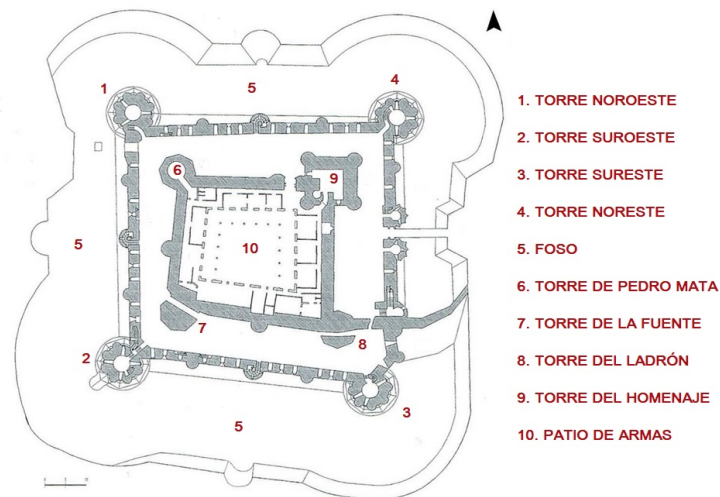 1
5
4
6
9
5
10
7
8
2
3
5
1. TORRE NOROESTE
2. TORRE SUROESTE
3. TORRE SURESTE
4. TORRE NORESTE
5. FOSO
6. TORRE DE PEDRO MATA
7. TORRE DE LA FUENTE
8. TORRE DEL LADRÓN
9. TORRE DEL HOMENAJE
10. PATIO DE ARMAS